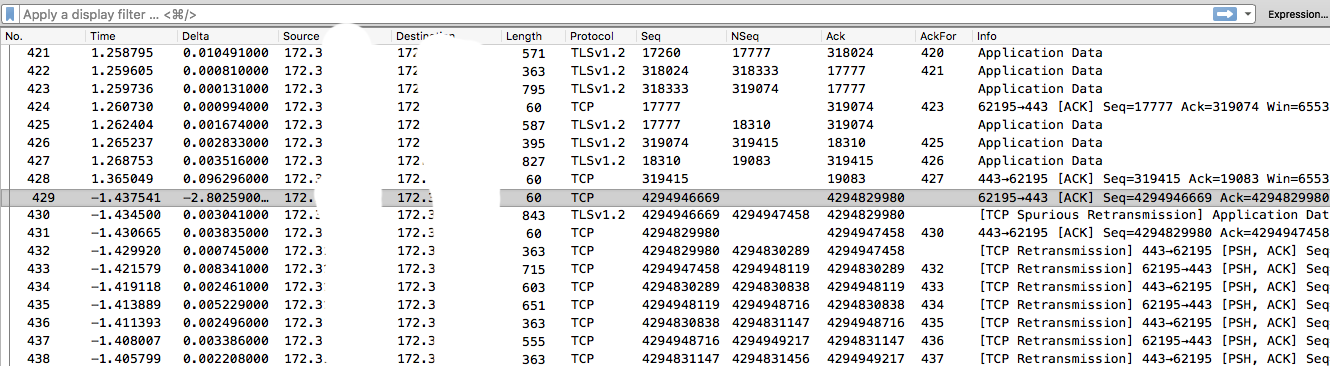 Apply a display filter ... <⌘/> Expression...
No. Time Delta Source Destination Length Protocol Seq NSeq Ack AckFor Info
421 1.258795 0.010491000 172.3 172 571 TLSv1.2 17260 17777 318024 420 Application Data
422 1.259605 0.000810000 172.3 172 363 TLSv1.2 318024 318333 17777 421 Application Data
423 1.259736 0.000131000 172.3 172 795 TLSv1.2 318333 319074 17777 Application Data
424 1.260730 0.000994000 172.3 172 60 TCP 17777 319074 423 62195→443 [ACK] Seq=17777 Ack=319074 Win=6553
425 1.262404 0.001674000 172.3 172 587 TLSv1.2 17777 18310 319074 Application Data
426 1.265237 0.002833000 172.3 172 395 TLSv1.2 319074 319415 18310 425 Application Data
427 1.268753 0.003516000 172.3 172. 827 TLSv1.2 18310 19083 319415 426 Application Data
428 1.365049 0.096296000 172.3 172. 60 TCP 319415 19083 427 443→62195 [ACK] Seq=319415 Ack=19083 Win=6553
429 -1.437541 -2.8025900… 172. 172.3 60 TCP 4294946669 4294829980 62195→443 [ACK] Seq=4294946669 Ack=4294829980
430 -1.434500 0.003041000 172.3 172.3 843 TLSv1.2 4294946669 4294947458 4294829980 [TCP Spurious Retransmission] Application Dat
431 -1.430665 0.003835000 172.3 172.3 60 TCP 4294829980 4294947458 430 443→62195 [ACK] Seq=4294829980 Ack=4294947458
432 -1.429920 0.000745000 172.3 172.3 363 TCP 4294829980 4294830289 4294947458 [TCP Retransmission] 443→62195 [PSH, ACK] Seq
433 -1.421579 0.008341000 172.31 172.3 715 TCP 4294947458 4294948119 4294830289 432 [TCP Retransmission] 62195→443 [PSH, ACK] Seq
434 -1.419118 0.002461000 172.31 172.3 603 TCP 4294830289 4294830838 4294948119 433 [TCP Retransmission] 443→62195 [PSH, ACK] Seq
435 -1.413889 0.005229000 172.31 172.3 651 TCP 4294948119 4294948716 4294830838 434 [TCP Retransmission] 62195→443 [PSH, ACK] Seq
436 -1.411393 0.002496000 172.3 172.3 363 TCP 4294830838 4294831147 4294948716 435 [TCP Retransmission] 443→62195 [PSH, ACK] Seq
437 -1.408007 0.003386000 172.3 172.3 555 TCP 4294948716 4294949217 4294831147 436 [TCP Retransmission] 62195→443 [PSH, ACK] Seq
438 -1.405799 0.002208000 172.31 172.3 363 TCP 4294831147 4294831456 4294949217 437 [TCP Retransmission] 443→62195 [PSH, ACK] Seq